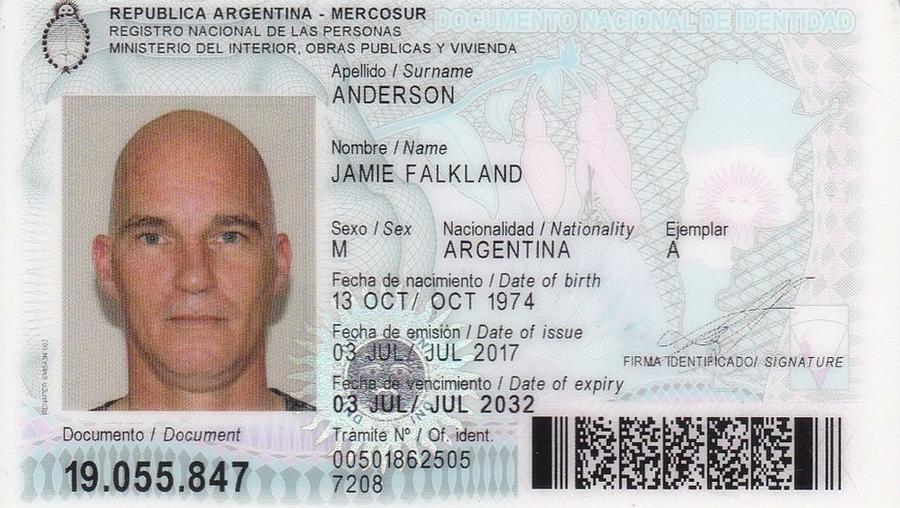 REPUBLICA ARGENTINA - MERCOSUR
REGISTRO NACIONAL DE LAS PERSONAS
MINISTERIO DEL INTERIOR, OBRAS PUBLICAS Y VIVIENDA
DOCUMENTO NACIONAL DE IDENTIDAD
Apellido / Surname
ANDERSON
Nombre / Name
JAMIE FALKLAND
Sexo / Sex Nacionalidad / Nationality Ejemplar
M ARGENTINA A
Fecha de nacimiento / Date of birth
13 OCT/ OCT 1974
Fecha de emisión / Date of issue
03 JUL/ JUL 2017
FIRMA IDENTIFICADO/ SIGNATURE
Fecha de vencimiento / Date of expiry
03 JUL/ JUL 2032
Documento / Document
19.055.847
Trámite Nº / Of. ident.
00501862505
7208